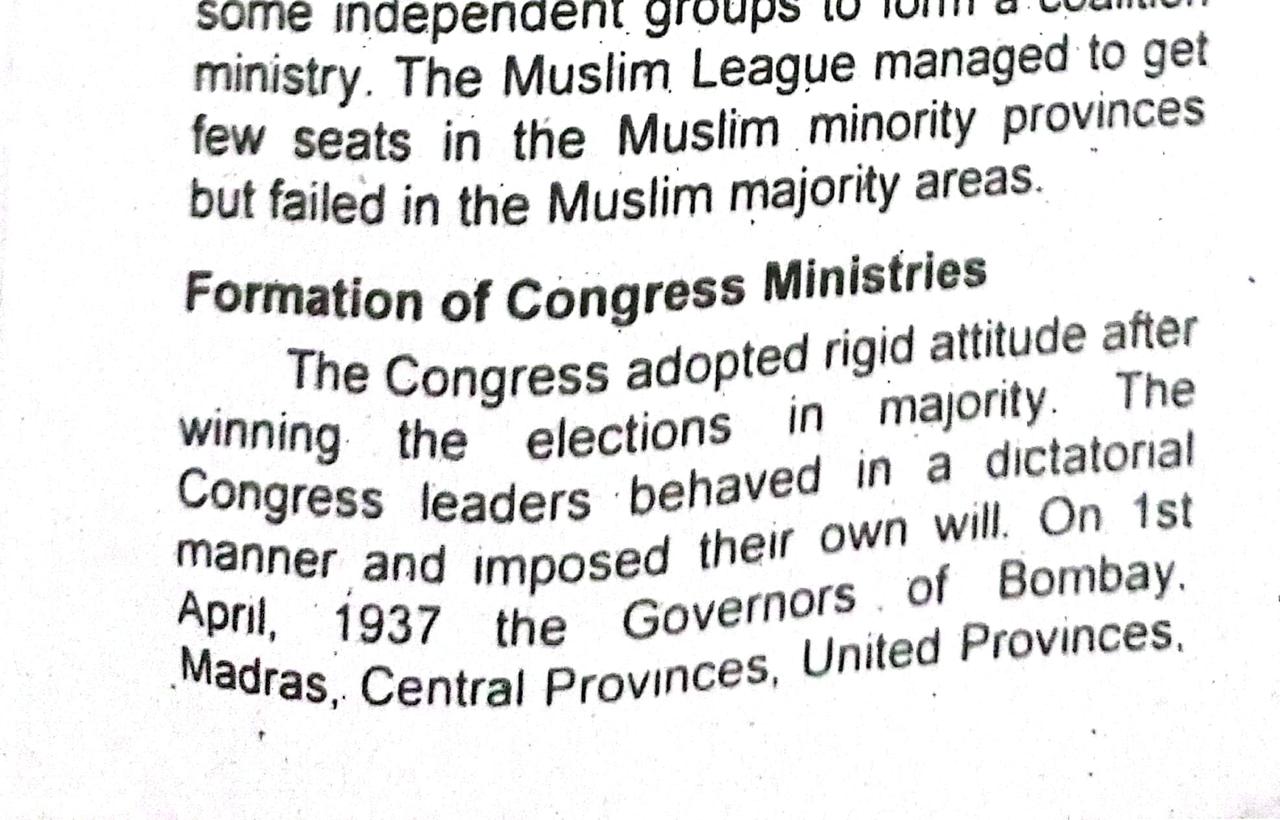 some independent groups to form a coalition
ministry. The Muslim League managed to get
few seats in the Muslim minority provinces
but failed in the Muslim majority areas.
Formation of Congress Ministries
The Congress adopted rigid attitude after
winning the elections in majority. The
Congress leaders behaved in a dictatorial
manner and imposed their own will. On 1st
April, 1937 the Governors of Bombay,
Madras, Central Provinces, United Provinces,